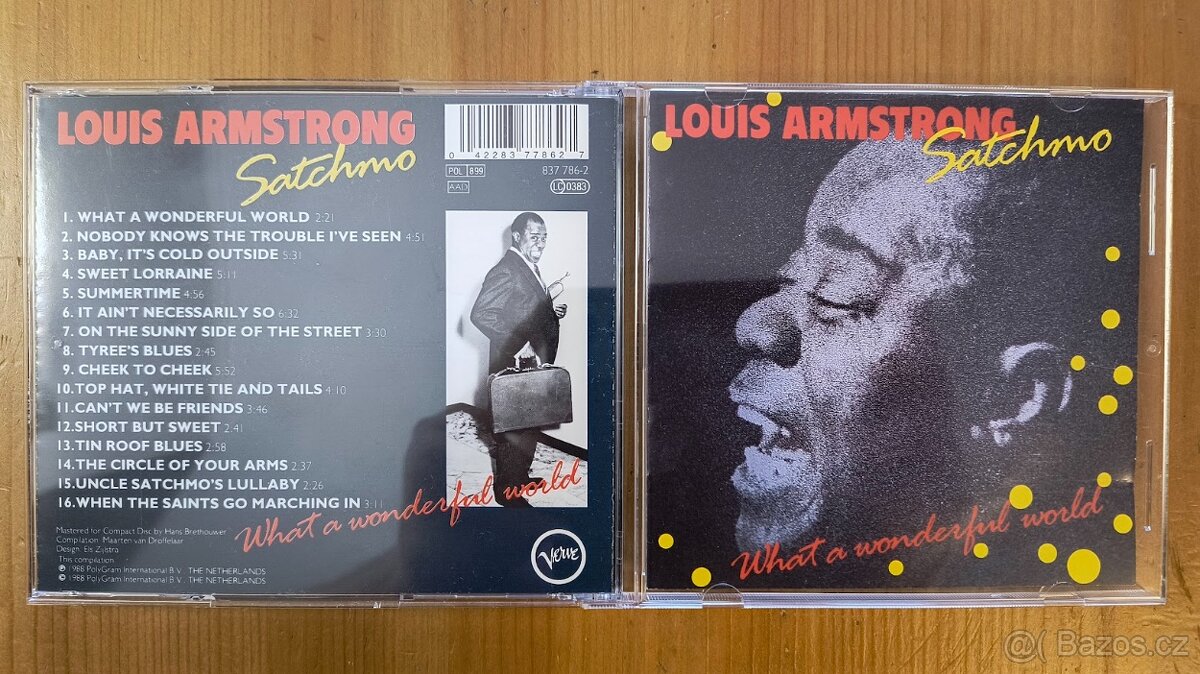 LOUIS ARMSTRONG
Satchmo
0 42283 77862 7
POL 899
837 786-2
AAD
LC 0383
1. WHAT A WONDERFUL WORLD 2:21
2. NOBODY KNOWS THE TROUBLE I'VE SEEN 4:51
3. BABY, IT'S COLD OUTSIDE 5:31
4. SWEET LORRAINE 5:11
5. SUMMERTIME 4:56
6. IT AIN'T NECESSARILY SO 6:32
7. ON THE SUNNY SIDE OF THE STREET 3:30
8. TYREE'S BLUES 2:45
9. CHEEK TO CHEEK 5:52
10. TOP HAT, WHITE TIE AND TAILS 4:10
11. CAN'T WE BE FRIENDS 3:46
12. SHORT BUT SWEET 2:41
13. TIN ROOF BLUES 2:58
14. THE CIRCLE OF YOUR ARMS 2:37
15. UNCLE SATCHMO'S LULLABY 2:26
16. WHEN THE SAINTS GO MARCHING IN 3:11
What a wonderful world
Mastered for Compact Disc by Hans Brethouwer
Compilation: Maarten van Droffelaar
Design: Els Zijlstra
This compilation
℗ 1988 PolyGram International B.V., THE NETHERLANDS
© 1988 PolyGram International B.V., THE NETHERLANDS
Verve
LOUIS ARMSTRONG
Satchmo
What a wonderful world
Bazos.cz